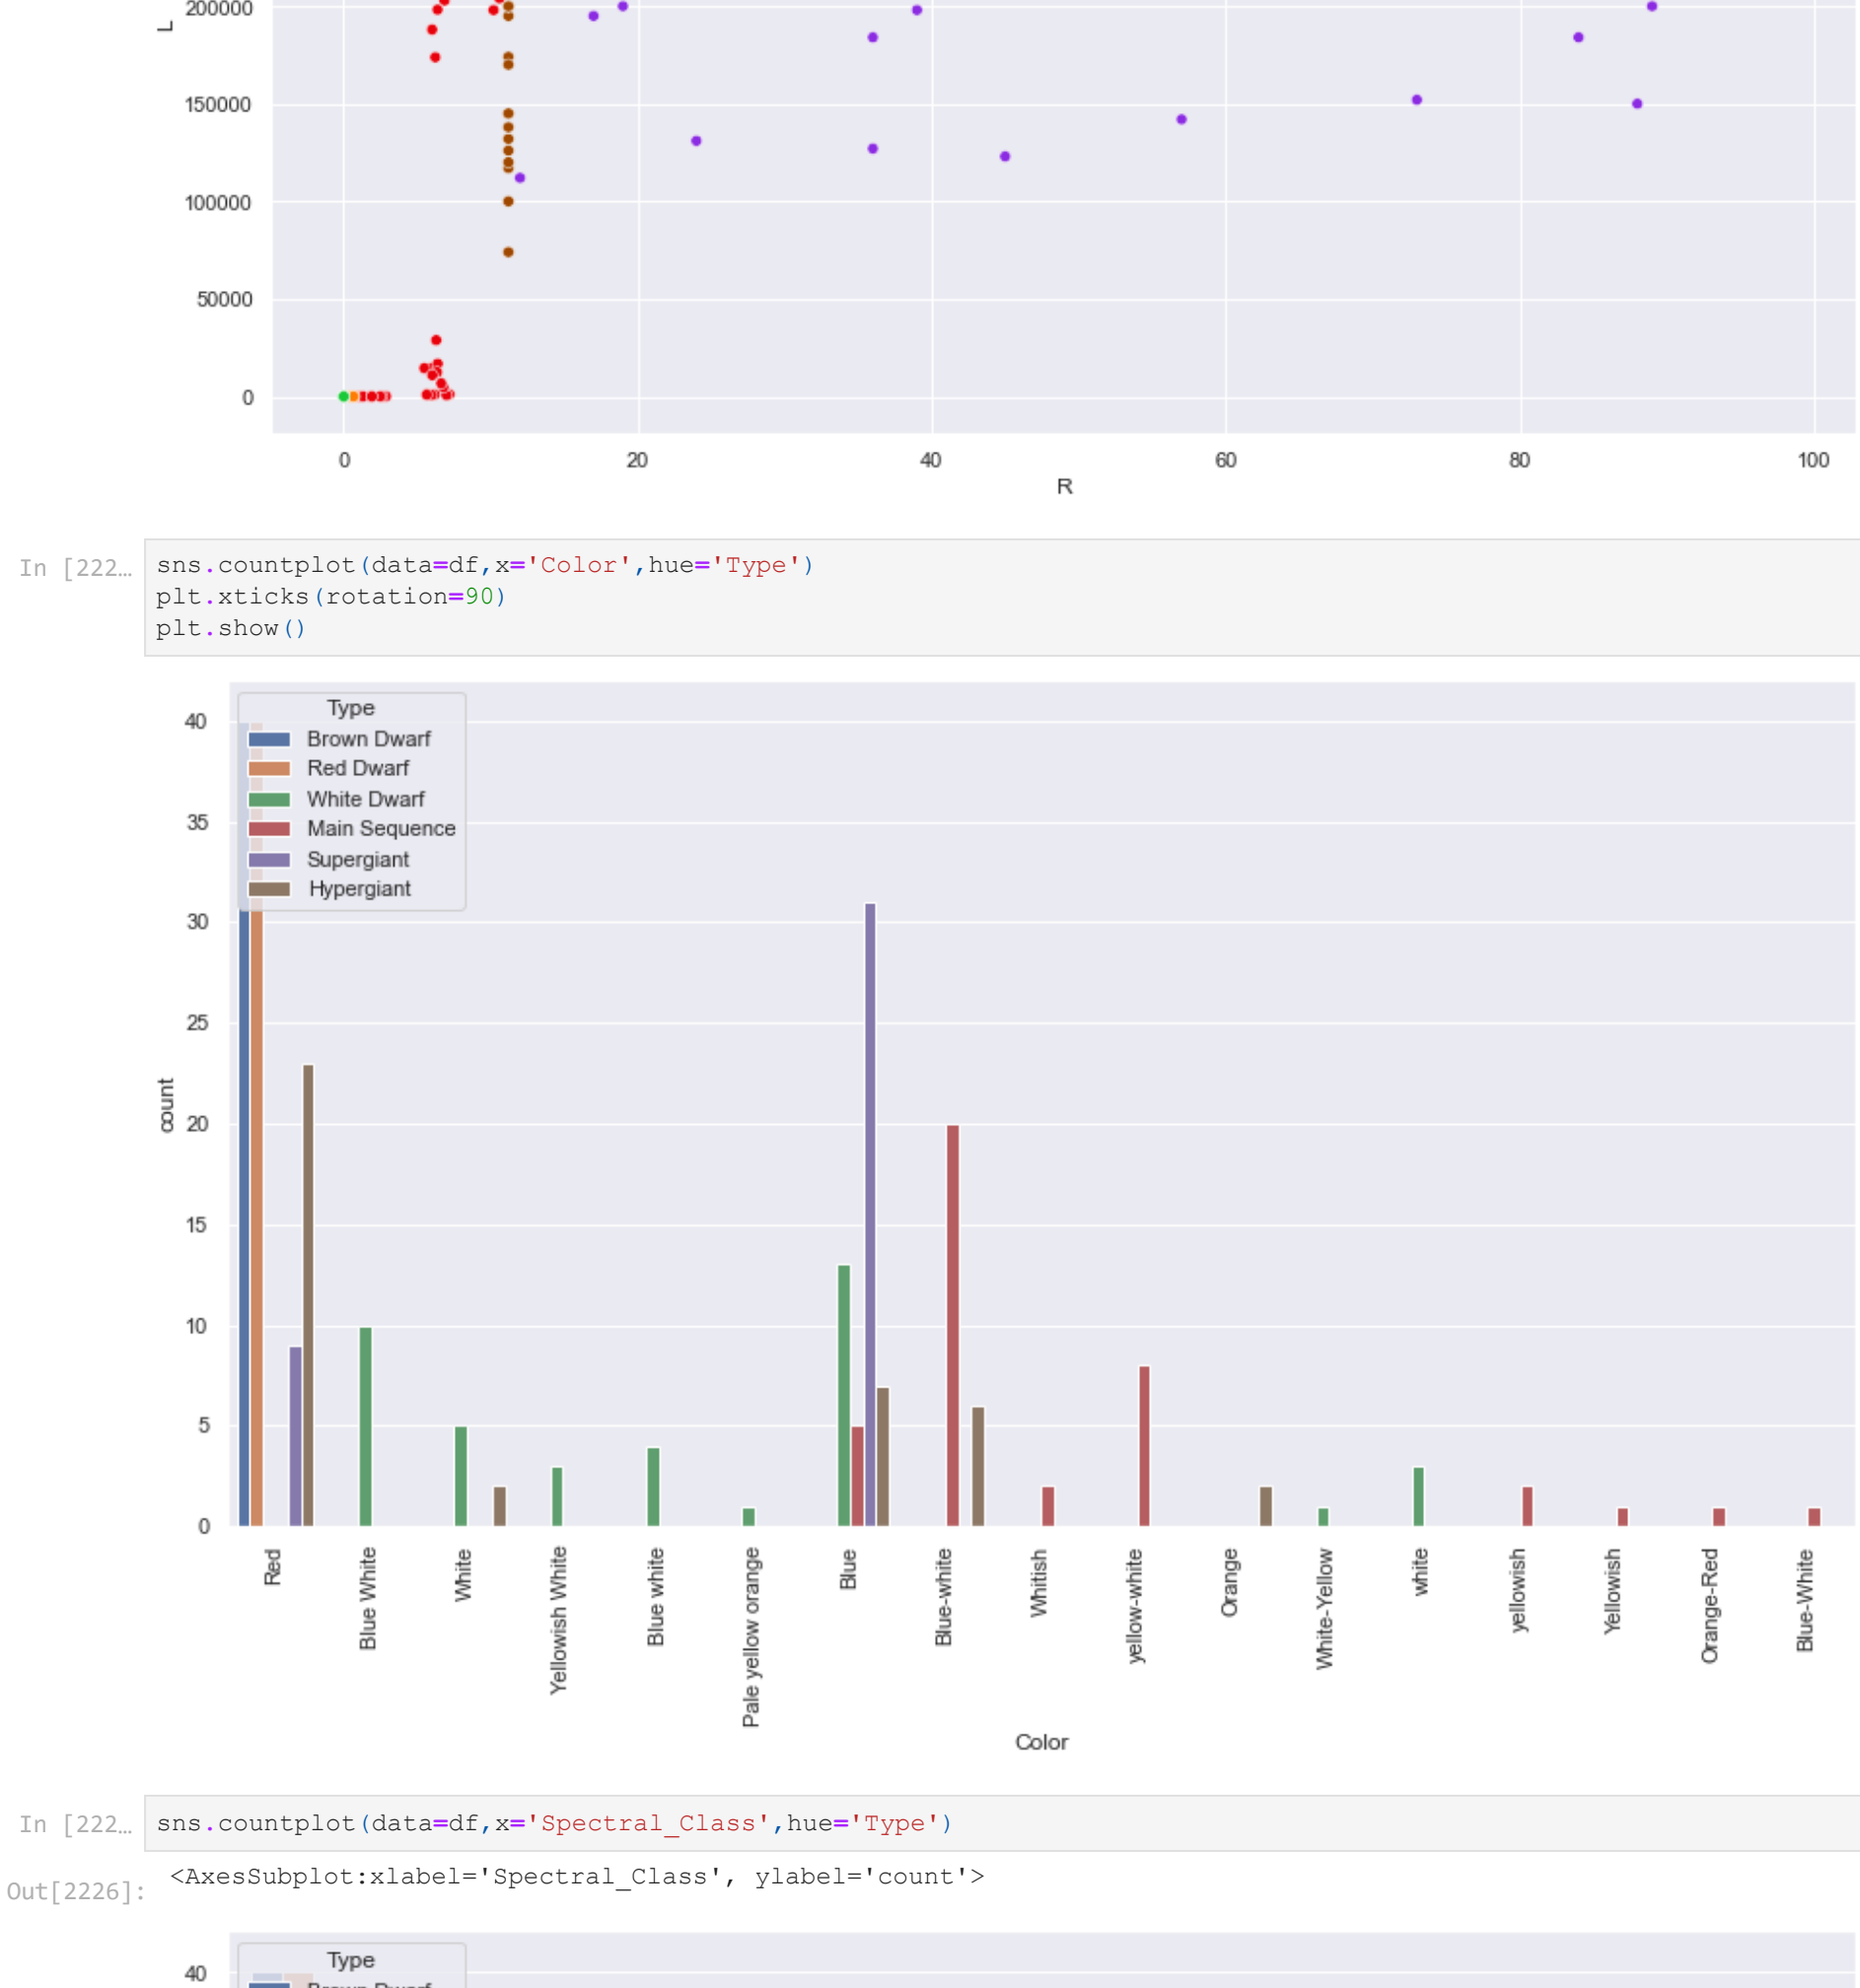 200000
L
150000
100000
50000
0
0 20 40 60 80 100
R
In [222…
sns.countplot(data=df,x='Color',hue='Type')
plt.xticks(rotation=90)
plt.show()
Type
Brown Dwarf
Red Dwarf
White Dwarf
Main Sequence
Supergiant
Hypergiant
40
35
30
25
20
15
10
5
0
count
Red
Blue White
White
Yellowish White
Blue white
Pale yellow orange
Blue
Blue-white
Whitish
yellow-white
Orange
White-Yellow
white
yellowish
Yellowish
Orange-Red
Blue-White
Color
In [222…
sns.countplot(data=df,x='Spectral_Class',hue='Type')
Out[2226]:
<AxesSubplot:xlabel='Spectral_Class', ylabel='count'>
Type
40
Brown Dwarf